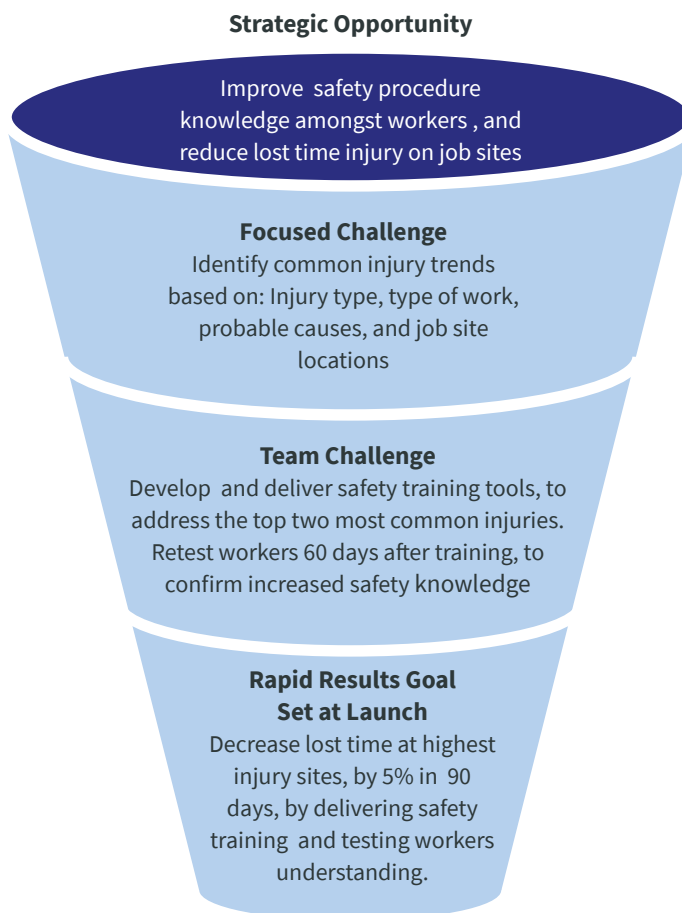 Strategic Opportunity
Improve safety procedure
knowledge amongst workers , and
reduce lost time injury on job sites
Focused Challenge
Identify common injury trends
based on: Injury type, type of work,
probable causes, and job site
locations
Team Challenge
Develop and deliver safety training tools, to
address the top two most common injuries.
Retest workers 60 days after training, to
confirm increased safety knowledge
Rapid Results Goal
Set at Launch
Decrease lost time at highest
injury sites, by 5% in 90
days, by delivering safety
training and testing workers
understanding.